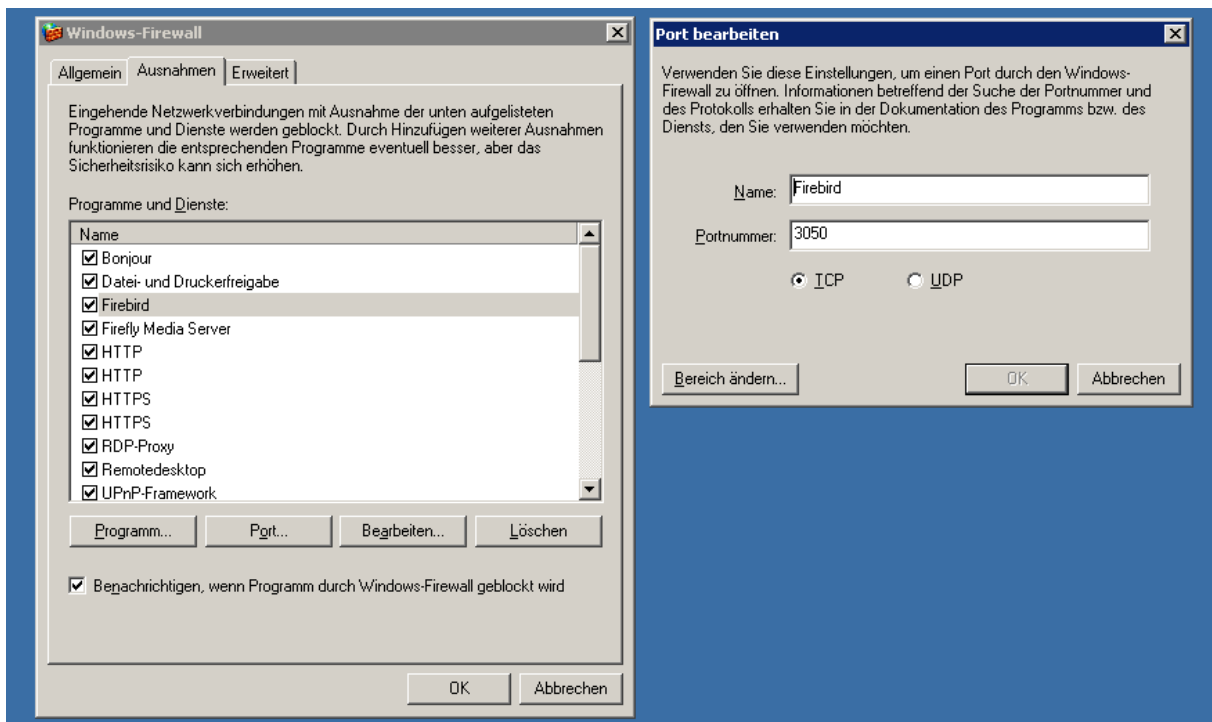 Windows-Firewall
Allgemein Ausnahmen Erweitert
Eingehende Netzwerkverbindungen mit Ausnahme der unten aufgelisteten
Programme und Dienste werden geblockt. Durch Hinzufügen weiterer Ausnahmen
funktionieren die entsprechenden Programme eventuell besser, aber das
Sicherheitsrisiko kann sich erhöhen.
Programme und Dienste:
Name
Bonjour
Datei- und Druckerfreigabe
Firebird
Firefly Media Server
HTTP
HTTP
HTTPS
HTTPS
RDP-Proxy
Remotedesktop
UPnP-Framework
Programm... Port... Bearbeiten... Löschen
Benachrichtigen, wenn Programm durch Windows-Firewall geblockt wird
OK Abbrechen
Port bearbeiten
Verwenden Sie diese Einstellungen, um einen Port durch den Windows-
Firewall zu öffnen. Informationen betreffend der Suche der Portnummer und
des Protokolls erhalten Sie in der Dokumentation des Programms bzw. des
Diensts, den Sie verwenden möchten.
Name: Firebird
Portnummer: 3050
TCP UDP
Bereich ändern... OK Abbrechen